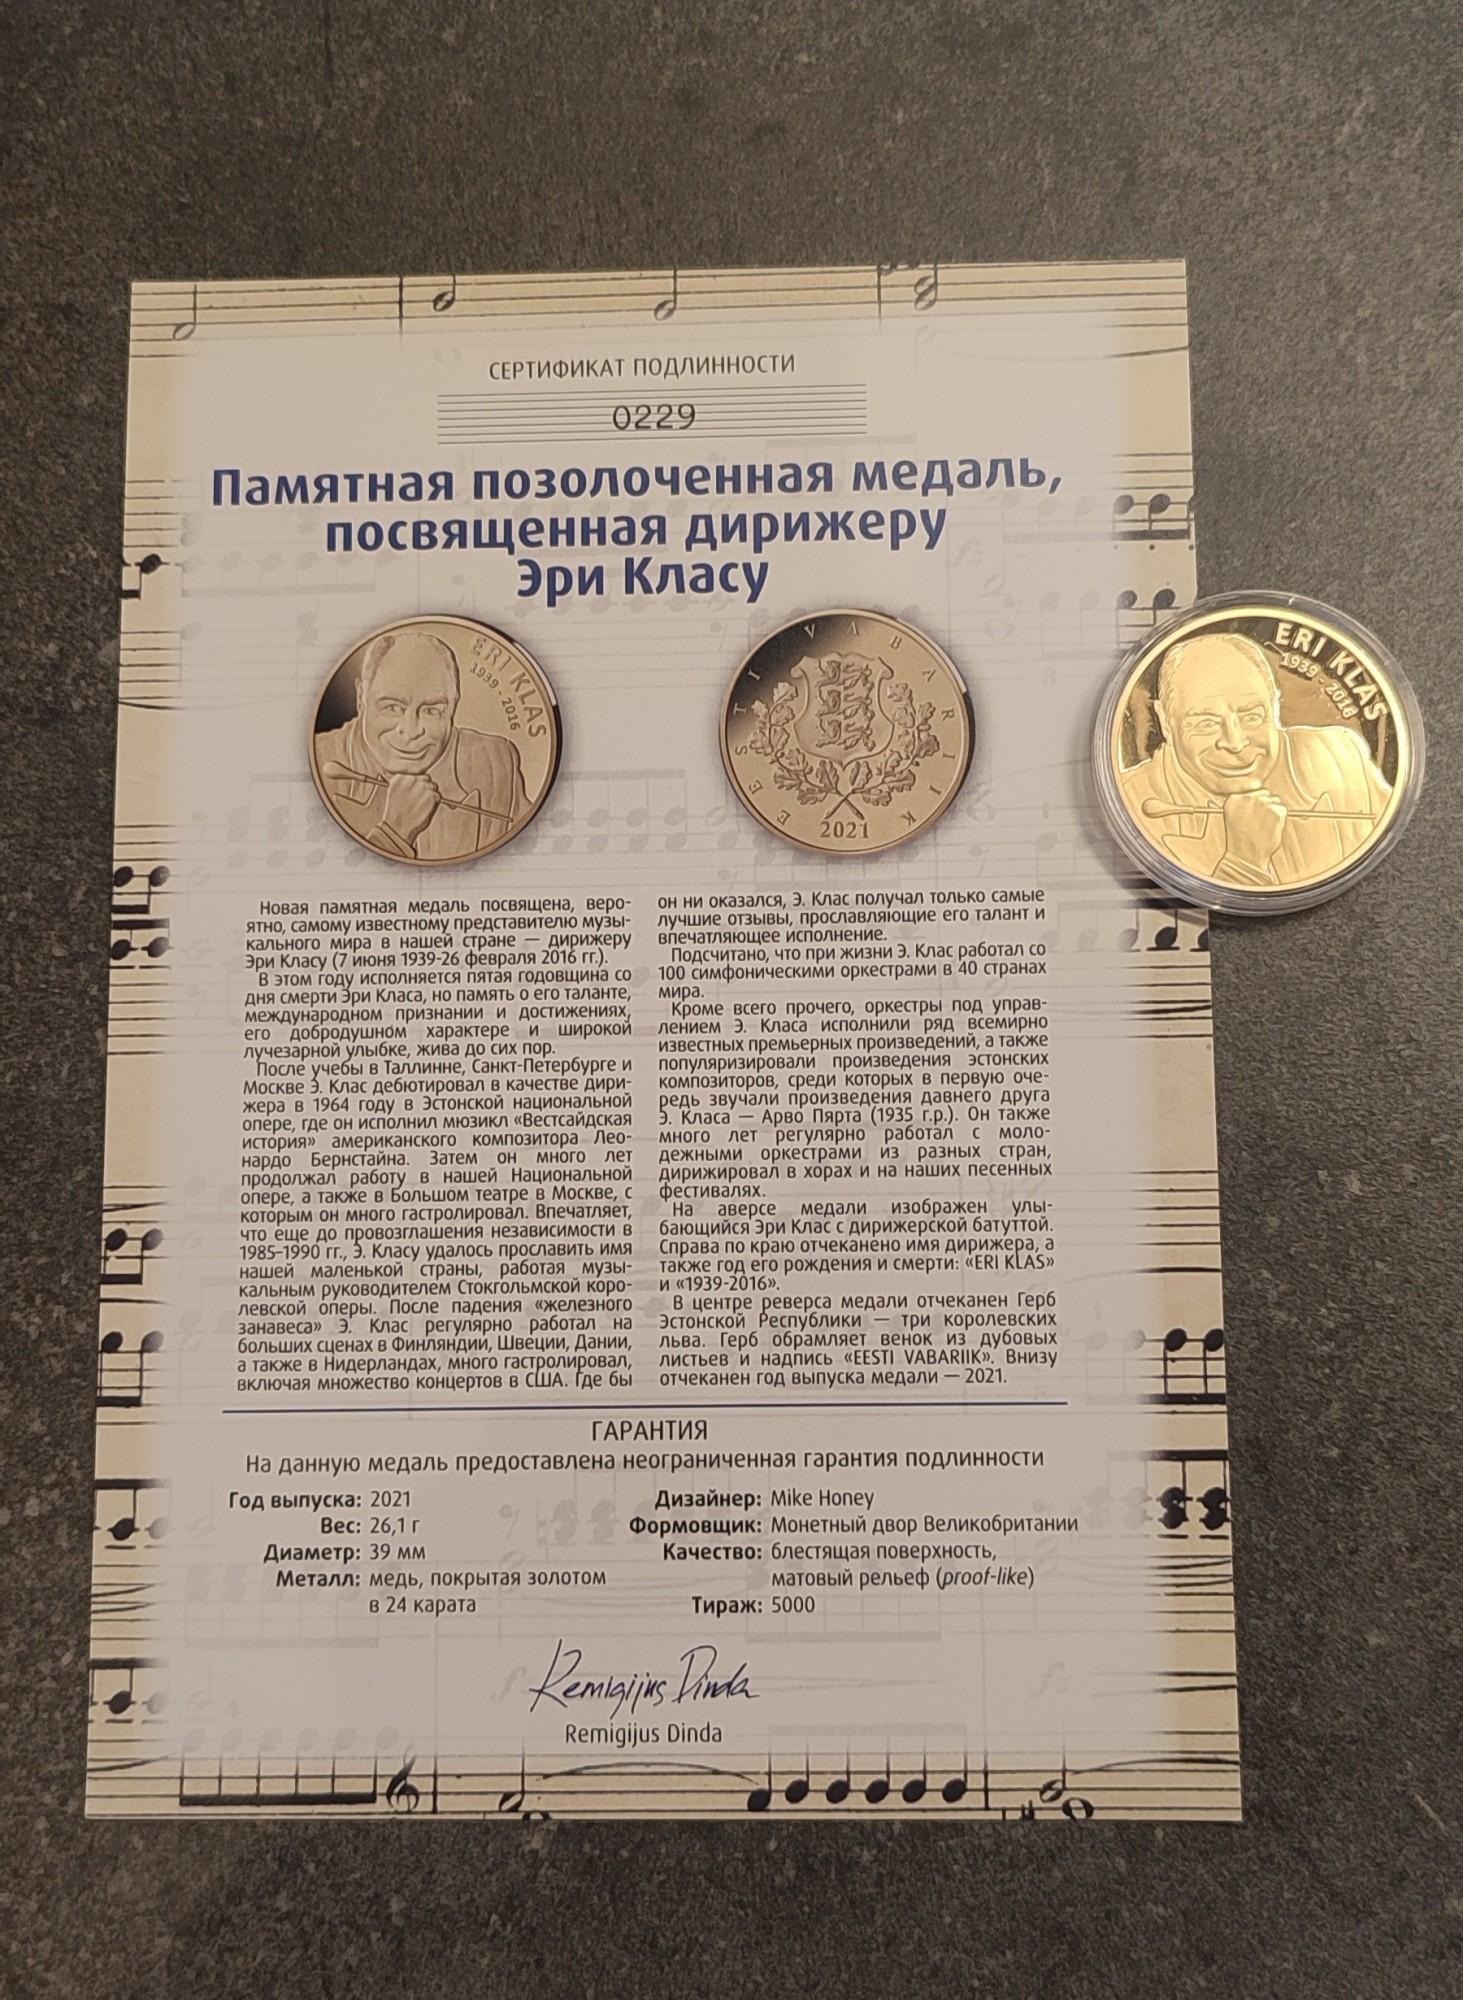 СЕРТИФИКАТ ПОДЛИННОСТИ
0229
Памятная позолоченная медаль,
посвященная дирижеру
Эри Класу
ERI KLAS
1939 - 2016
EESTI VABARIIK
2021
ERI KLAS
1939 - 2016
Новая памятная медаль посвящена, веро-
ятно, самому известному представителю музы-
кального мира в нашей стране — дирижеру
Эри Класу (7 июня 1939-26 февраля 2016 гг.).
В этом году исполняется пятая годовщина со
дня смерти Эри Класа, но память о его таланте,
международном признании и достижениях,
его добродушном характере и широкой
лучезарной улыбке, жива до сих пор.
После учебы в Таллинне, Санкт-Петербурге и
Москве Э. Клас дебютировал в качестве дири-
жера в 1964 году в Эстонской национальной
опере, где он исполнил мюзикл «Вестсайдская
история» американского композитора Лео-
нардо Бернстайна. Затем он много лет
продолжал работу в нашей Национальной
опере, а также в Большом театре в Москве, с
которым он много гастролировал. Впечатляет,
что еще до провозглашения независимости в
1985–1990 гг., Э. Класу удалось прославить имя
нашей маленькой страны, работая музы-
кальным руководителем Стокгольмской коро-
левской оперы. После падения «железного
занавеса» Э. Клас регулярно работал на
больших сценах в Финляндии, Швеции, Дании,
а также в Нидерландах, много гастролировал,
включая множество концертов в США. Где бы
он ни оказался, Э. Клас получал только самые
лучшие отзывы, прославляющие его талант и
впечатляющее исполнение.
Подсчитано, что при жизни Э. Клас работал со
100 симфоническими оркестрами в 40 странах
мира.
Кроме всего прочего, оркестры под управ-
лением Э. Класа исполнили ряд всемирно
известных премьерных произведений, а также
популяризировали произведения эстонских
композиторов, среди которых в первую оче-
редь звучали произведения давнего друга
Э. Класа — Арво Пярта (1935 г.р.). Он также
много лет регулярно работал с моло-
дежными оркестрами из разных стран,
дирижировал в хорах и на наших песенных
фестивалях.
На аверсе медали изображен улы-
бающийся Эри Клас с дирижерской батуттой.
Справа по краю отчеканено имя дирижера, а
также год его рождения и смерти: «ERI KLAS»
и «1939-2016».
В центре реверса медали отчеканен Герб
Эстонской Республики — три королевских
льва. Герб обрамляет венок из дубовых
листьев и надпись «EESTI VABARIIK». Внизу
отчеканен год выпуска медали — 2021.
ГАРАНТИЯ
На данную медаль предоставлена неограниченная гарантия подлинности
Год выпуска: 2021
Вес: 26,1 г
Диаметр: 39 мм
Металл: медь, покрытая золотом
в 24 карата
Дизайнер: Mike Honey
Формовщик: Монетный двор Великобритании
Качество: блестящая поверхность,
матовый рельеф (proof-like)
Тираж: 5000
Remigijus Dinda
Remigijus Dinda